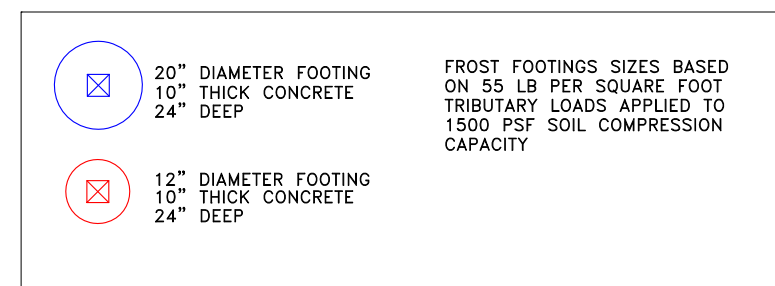 20” DIAMETER FOOTING
10” THICK CONCRETE
24” DEEP
12” DIAMETER FOOTING
10” THICK CONCRETE
24” DEEP
FROST FOOTINGS SIZES BASED
ON 55 LB PER SQUARE FOOT
TRIBUTARY LOADS APPLIED TO
1500 PSF SOIL COMPRESSION
CAPACITY